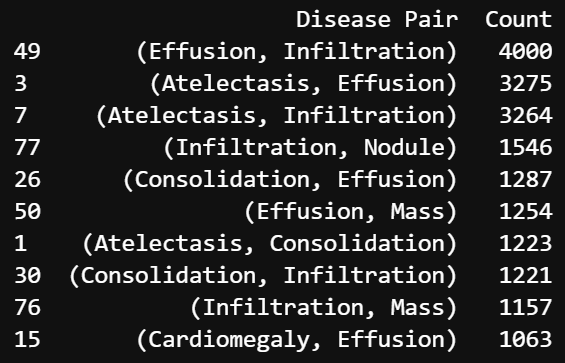 Disease Pair Count
49 (Effusion, Infiltration) 4000
3 (Atelectasis, Effusion) 3275
7 (Atelectasis, Infiltration) 3264
77 (Infiltration, Nodule) 1546
26 (Consolidation, Effusion) 1287
50 (Effusion, Mass) 1254
1 (Atelectasis, Consolidation) 1223
30 (Consolidation, Infiltration) 1221
76 (Infiltration, Mass) 1157
15 (Cardiomegaly, Effusion) 1063